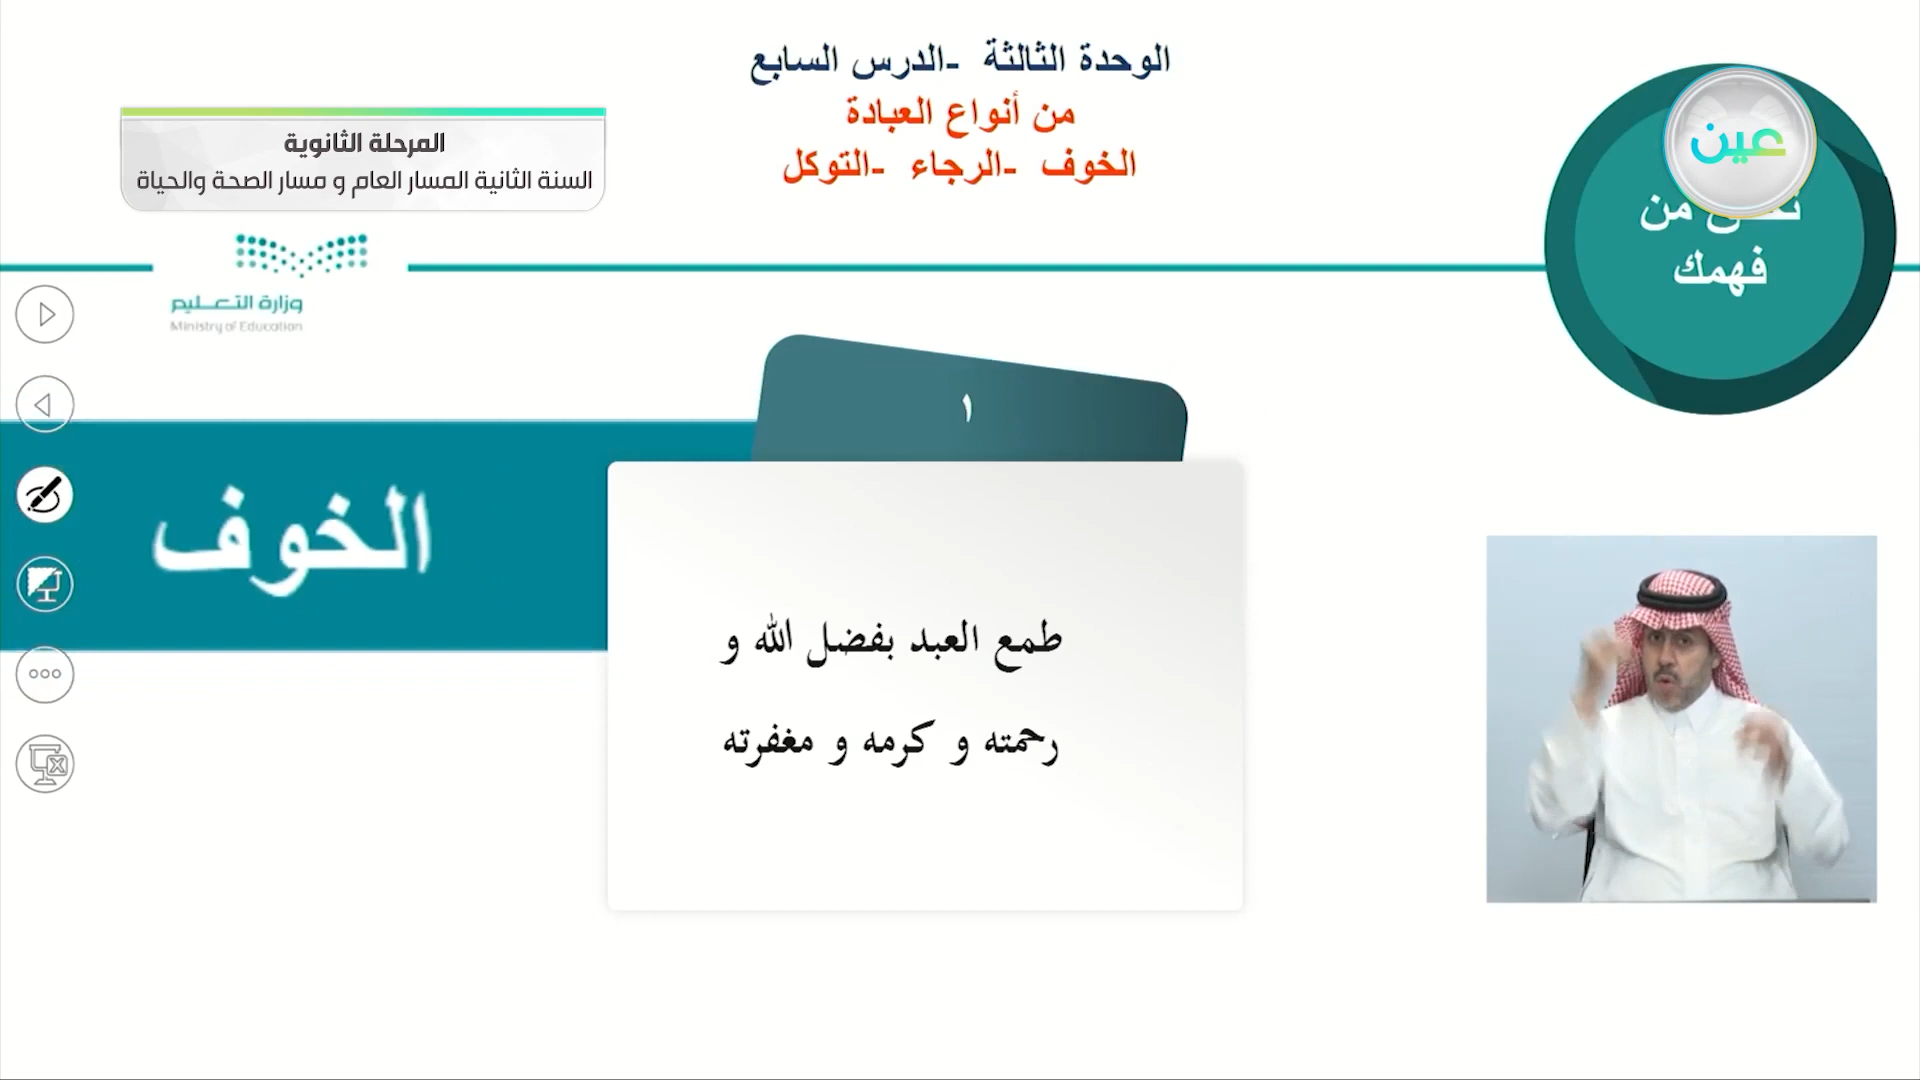 الوحدة الثالثة -الدرس السابع
من أنواع العبادة
الخوف -الرجاء -التوكل
عين
من
فهمك
المرحلة الثانوية
السنة الثانية المسار العام و مسار الصحة والحياة
وزارة التعليم
Ministry of Education
١
الخوف
طمع العبد بفضل الله و
رحمته و كرمه و مغفرته